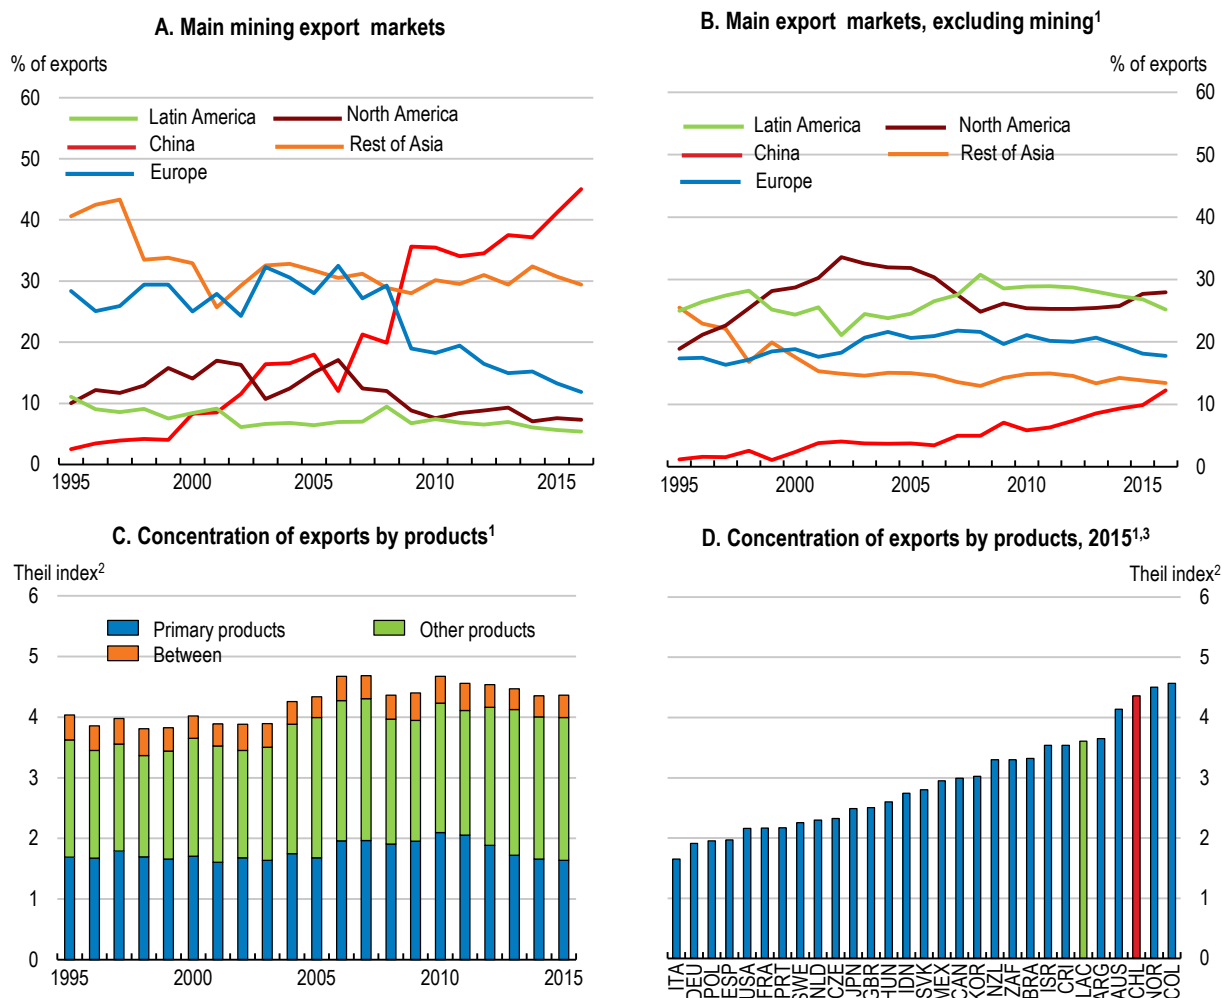 A. Main mining export markets
% of exports
60
50
40
30
20
10
0
Latin America
North America
China
Rest of Asia
Europe
1995
2000
2005
2010
2015
B. Main export markets, excluding mining¹
% of exports
60
50
40
30
20
10
0
Latin America
North America
China
Rest of Asia
Europe
1995
2000
2005
2010
2015
C. Concentration of exports by products¹
Theil index²
6
5
4
3
2
1
0
Primary products
Other products
Between
1995
2000
2005
2010
2015
D. Concentration of exports by products, 2015¹,³
Theil index²
6
5
4
3
2
1
0
ITA
DEU
POL
ESP
USA
FRA
PRT
SWE
NLD
CZE
JPN
GBR
HUN
IDN
SVK
MEX
CAN
KOR
NZL
ZAF
BRA
ISR
CRI
LAC
ARG
AUS
CHL
NOR
COL